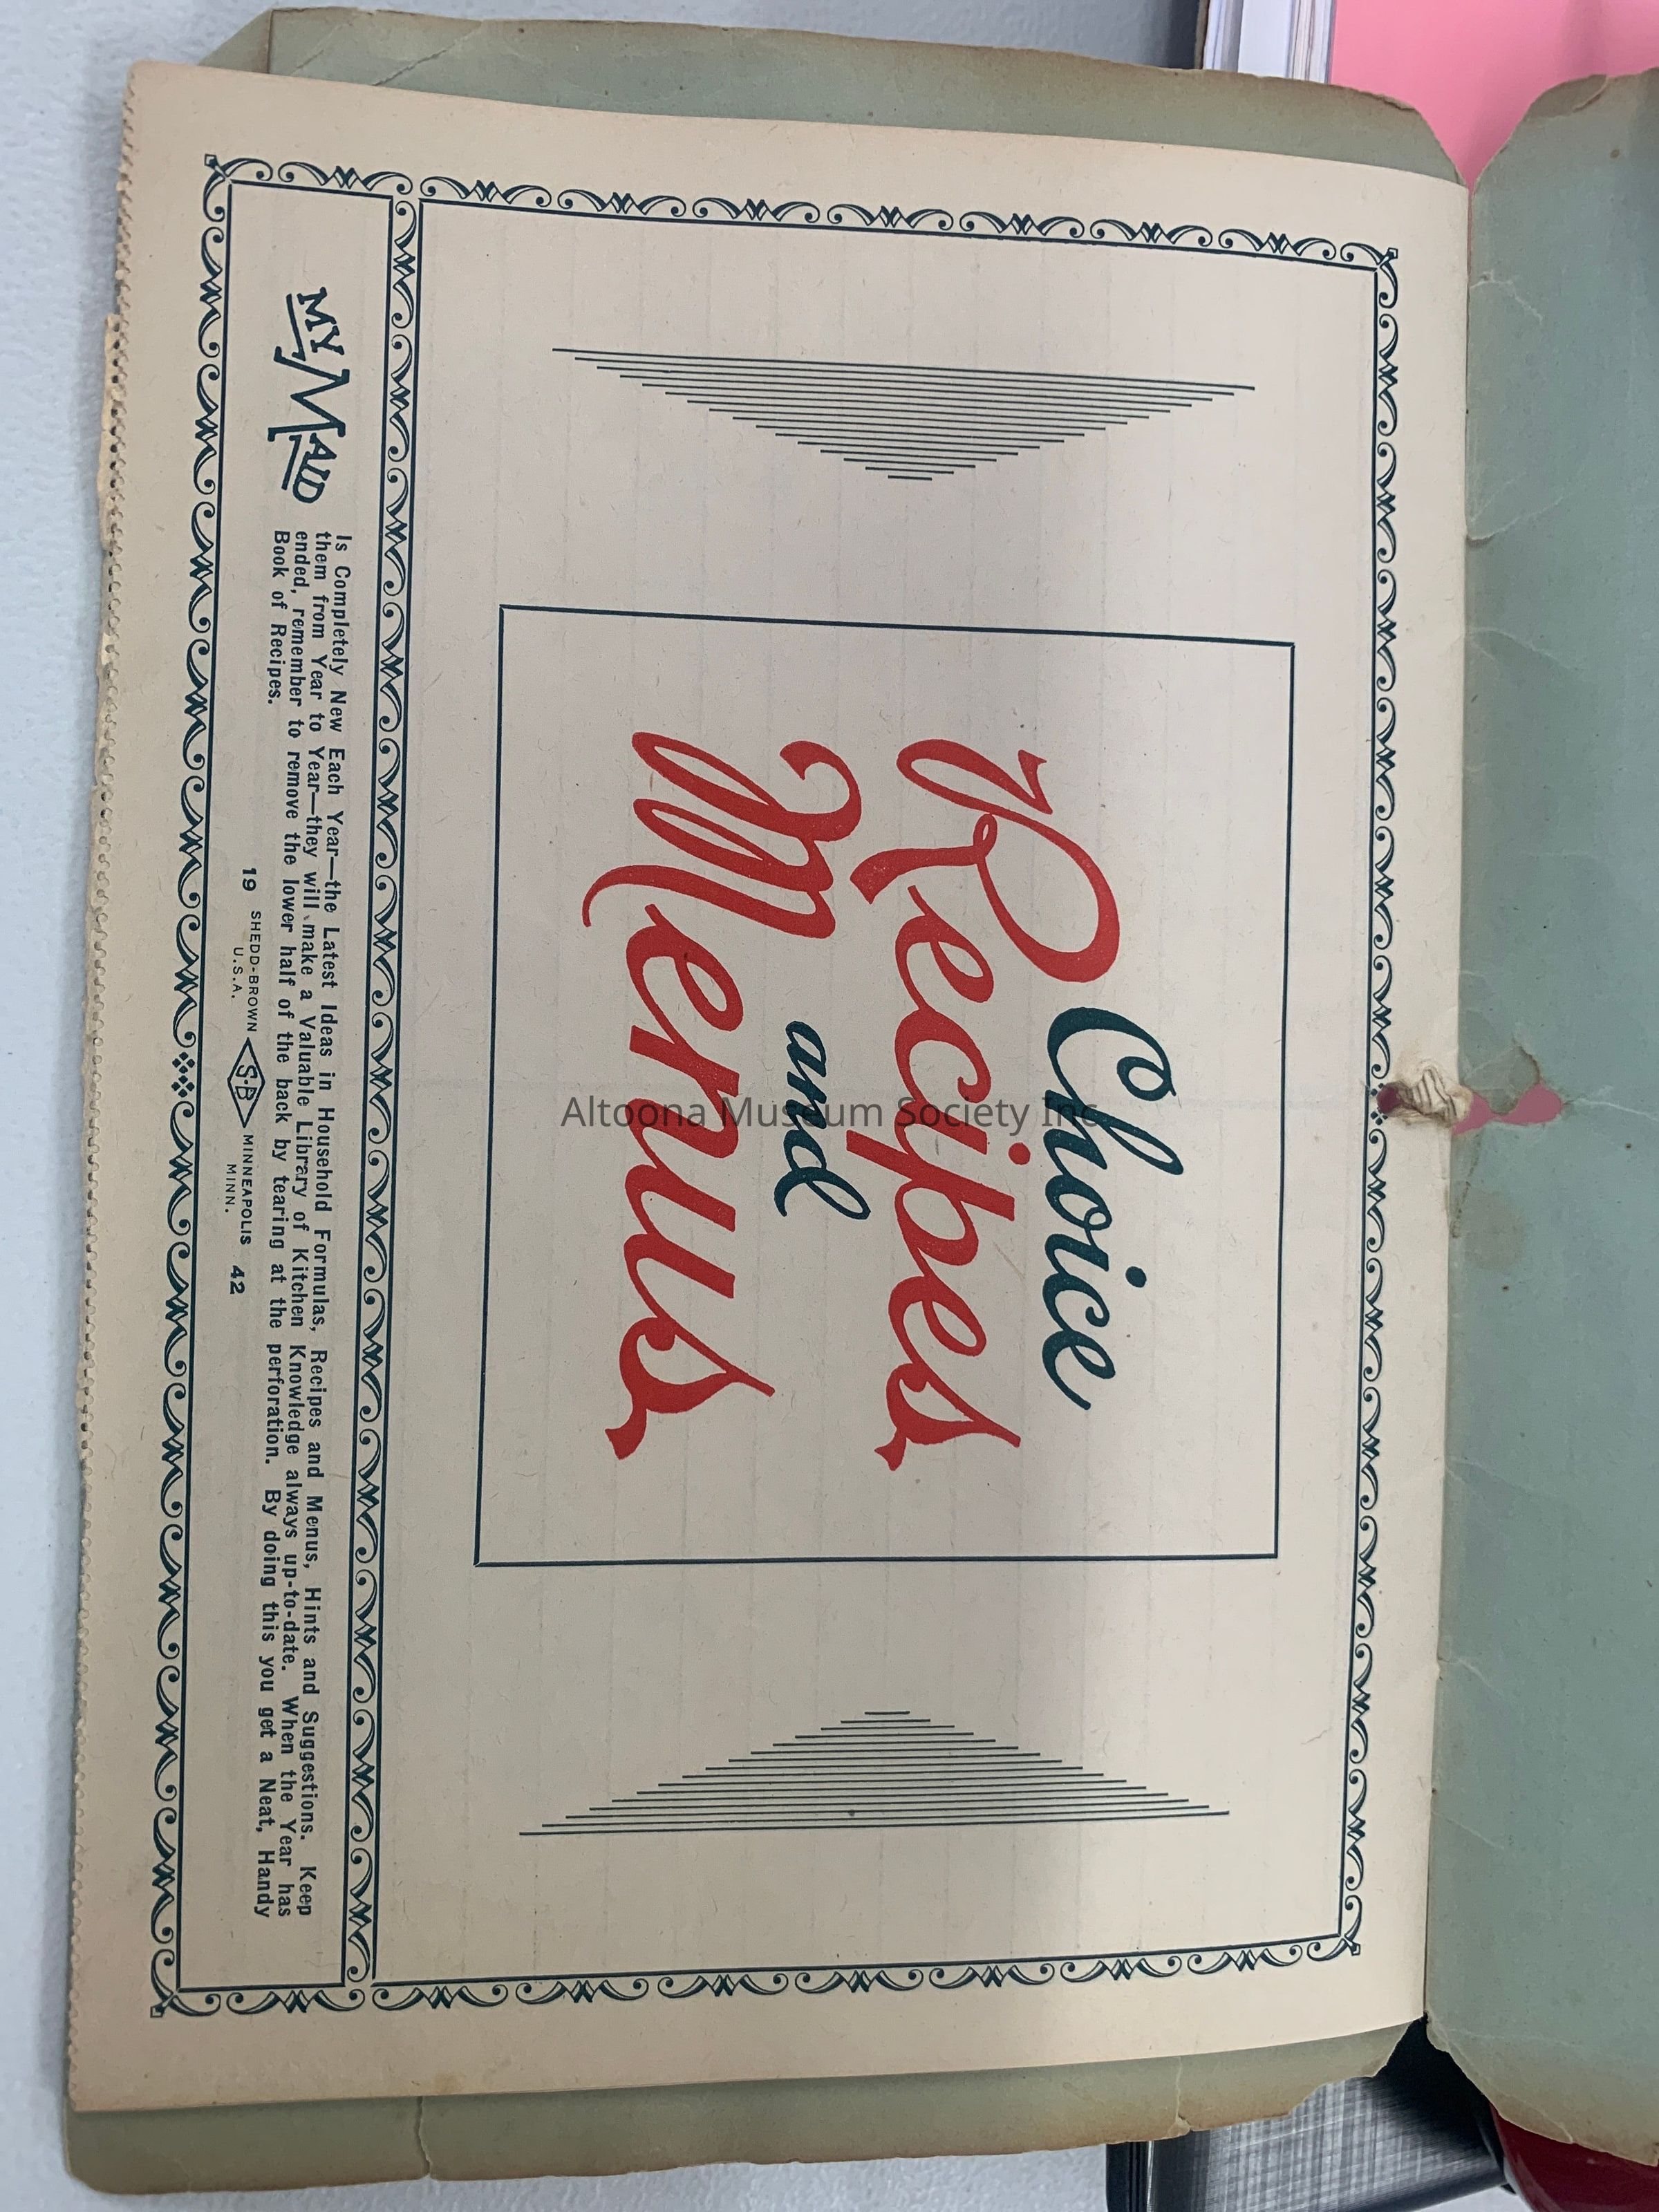 Choice
Recipes
and
Menus
MY MAID
Is Completely New Each Year—the Latest Ideas in Household Formulas, Recipes and Menus, Hints and Suggestions. Keep
them from Year to Year—they will make a Valuable Library of Kitchen Knowledge always up-to-date. When the Year has
ended, remember to remove the lower half of the back by tearing at the perforation. By doing this you get a Neat, Handy
Book of Recipes.
19 SHEDD-BROWN S-B MINNEAPOLIS 42
U.S.A. MINN.
Altoona Museum Society Inc